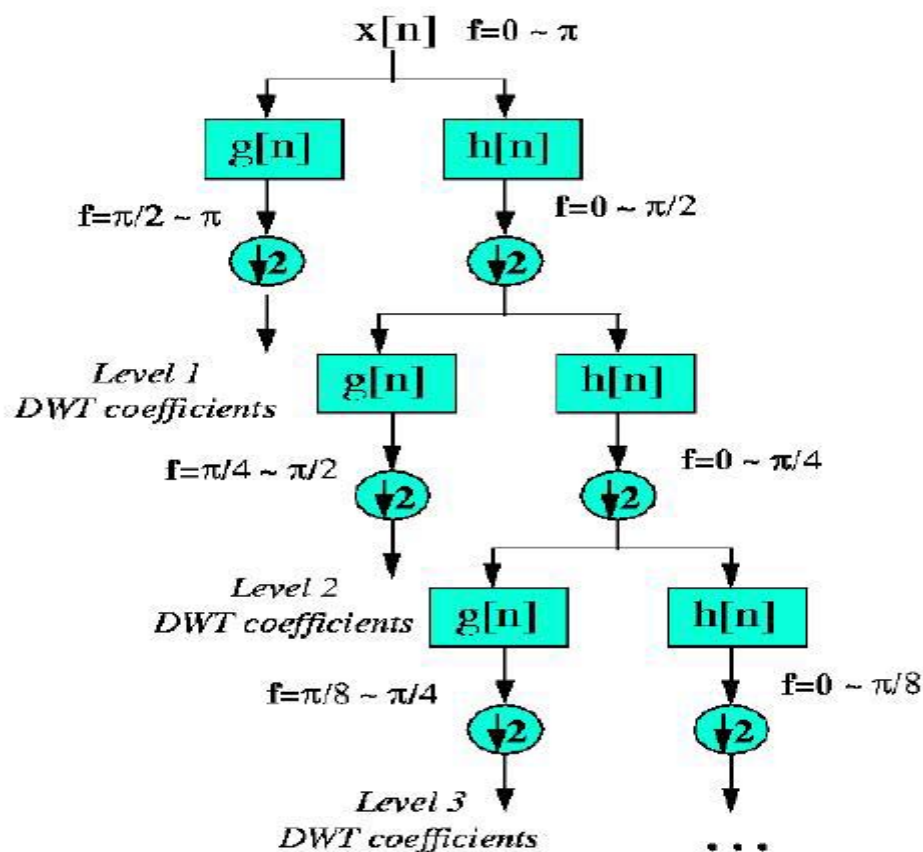 x[n] f=0 ~ π
g[n] h[n]
f=π/2 ~ π
f=0 ~ π/2
↓2 ↓2
Level 1
DWT coefficients
g[n] h[n]
f=π/4 ~ π/2
f=0 ~ π/4
↓2 ↓2
Level 2
DWT coefficients
g[n] h[n]
f=π/8 ~ π/4
f=0 ~ π/8
↓2 ↓2
Level 3
DWT coefficients
...